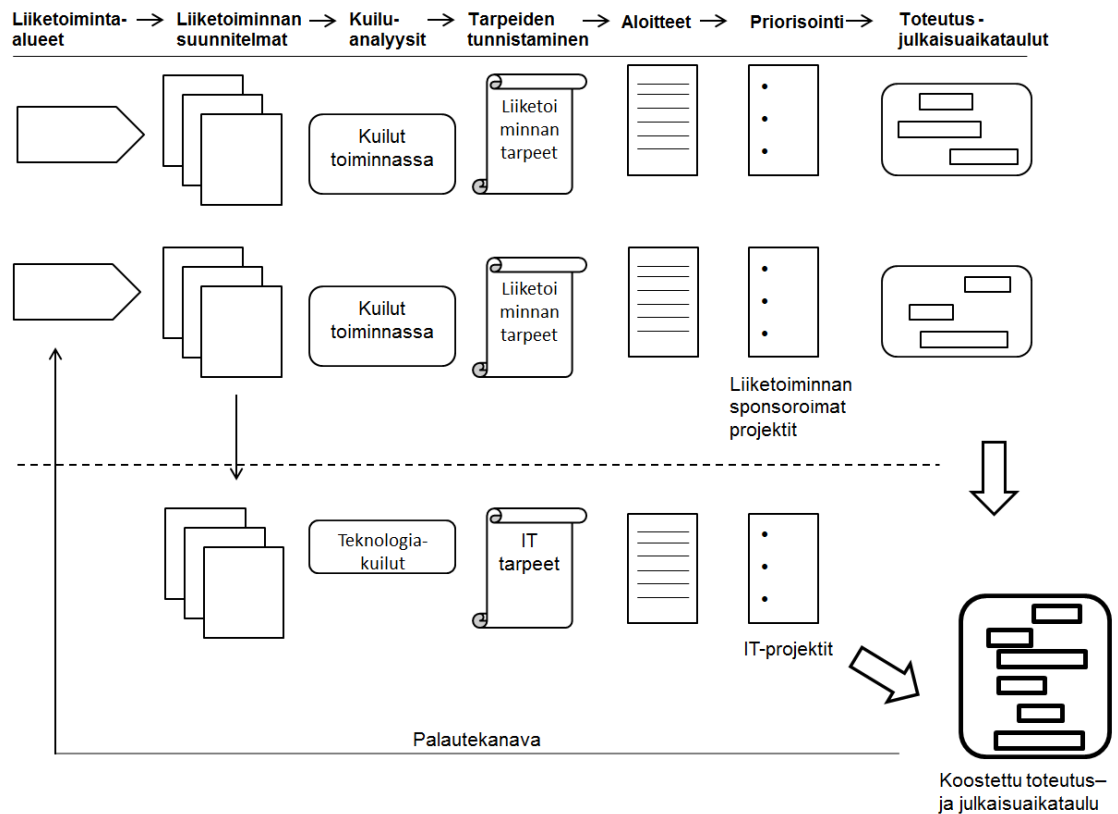 Liiketoiminta-
alueet
Liiketoiminnan
suunnitelmat
Kuilu-
analyysit
Tarpeiden
tunnistaminen
Aloitteet
Priorisointi
Toteutus -
julkaisuaikataulut
Kuilut
toiminnassa
Liiketoi
minnan
tarpeet
Kuilut
toiminnassa
Liiketoi
minnan
tarpeet
Liiketoiminnan
sponsoroimat
projektit
Teknologia-
kuilut
IT
tarpeet
IT-projektit
Palautekanava
Koostettu toteutus–
ja julkaisuaikataulu